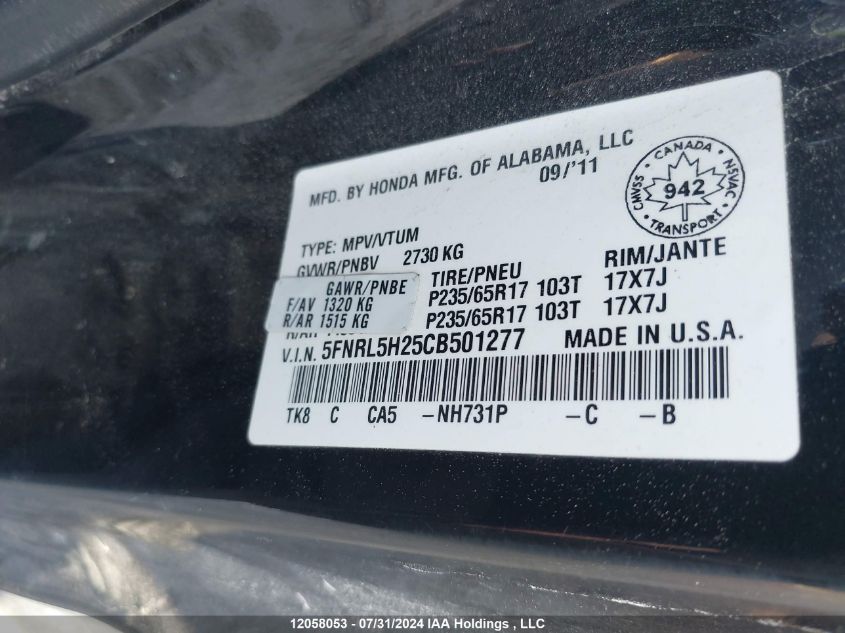 MFD. BY HONDA MFG. OF ALABAMA, LLC
09/'11
CANADA
CMVSS
942
NSVAC
TRANSPORT
TYPE: MPV/VTUM
GVWR/PNBV 2730 KG
GAWR/PNBE TIRE/PNEU RIM/JANTE
F/AV 1320 KG P235/65R17 103T 17X7J
R/AR 1515 KG P235/65R17 103T 17X7J
R/AR
V.I.N. 5FNRL5H25CB501277 MADE IN U.S.A.
TK8 C CA5 -NH731P -C -B
12058053 - 07/31/2024 IAA Holdings , LLC